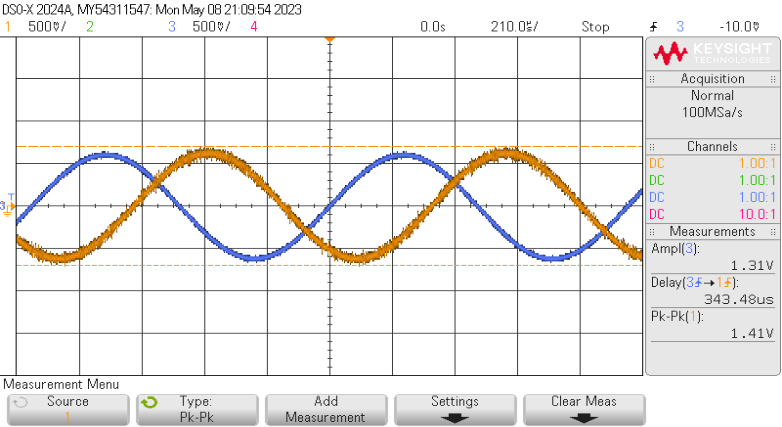 DSO-X 2024A, MY54311547: Mon May 08 21:09:54 2023
1 500mV/ 2 3 500mV/ 4 0.0s 210.0us/ Stop 3 -10.0mV
KEYSIGHT
TECHNOLOGIES
Acquisition
Normal
100MSa/s
Channels
DC 1.00:1
DC 1.00:1
DC 1.00:1
DC 10.0:1
Measurements
Ampl(3):
1.31V
Delay(3→1):
343.48us
Pk-Pk(1):
1.41V
3
T
Measurement Menu
Source
1
Type:
Pk-Pk
Add
Measurement
Settings
Clear Meas